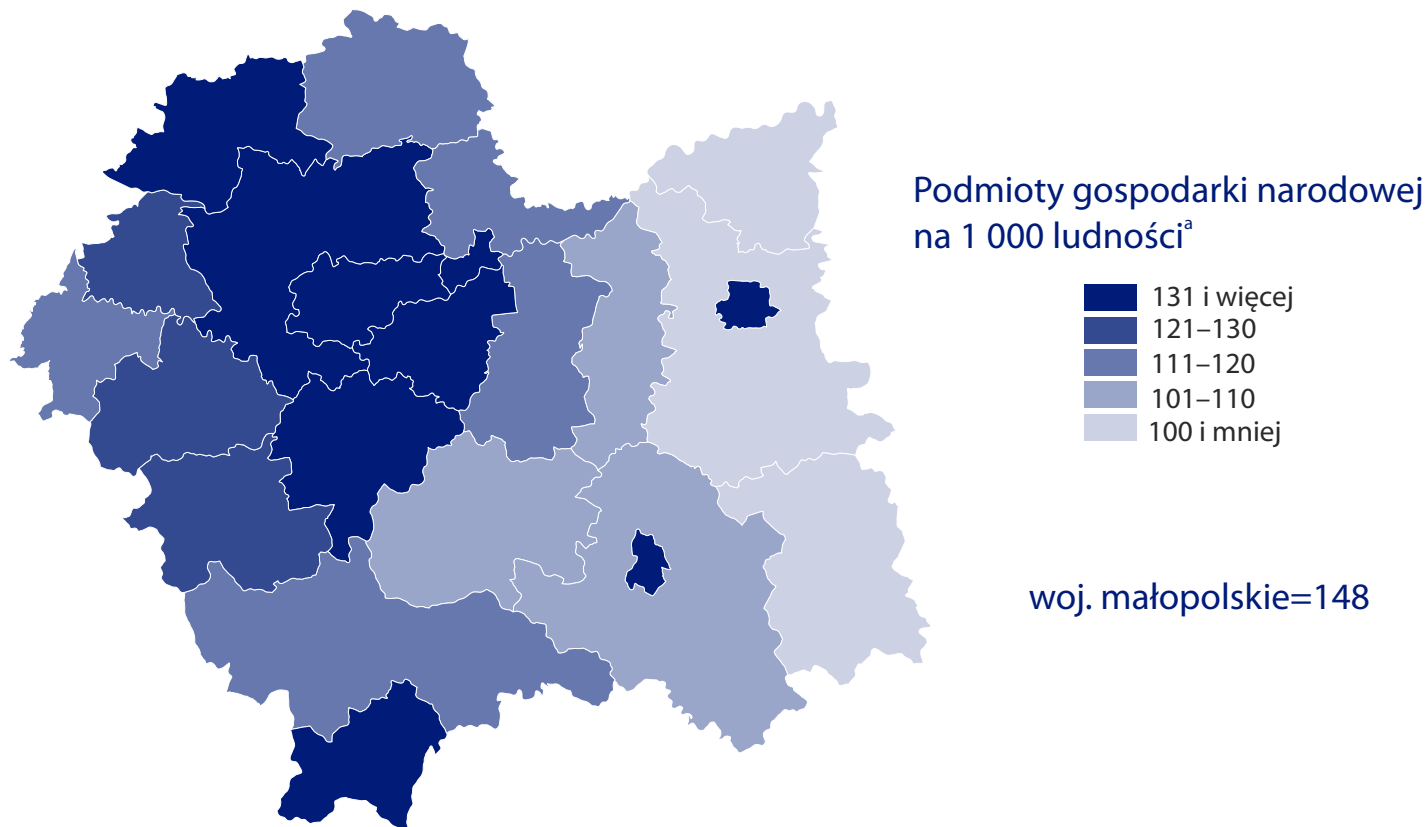 Podmioty gospodarki narodowej
na 1 000 ludnościᵃ
131 i więcej
121–130
111–120
101–110
100 i mniej
woj. małopolskie=148